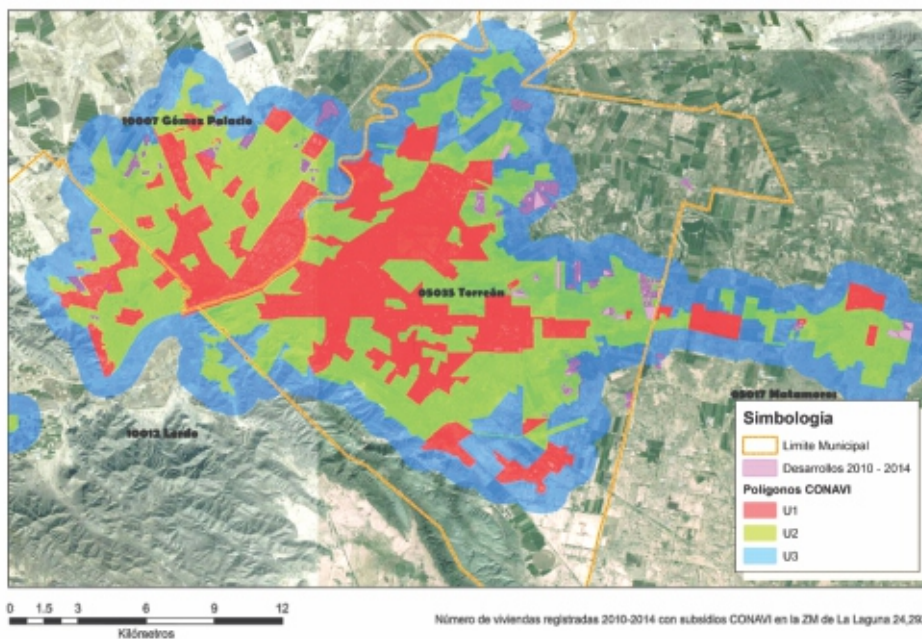 10007 Gómez Palacio
05035 Torreón
05017 Matamoros
10012 Lerdo
Simbología
Limite Municipal
Desarrollos 2010 - 2014
Polígonos CONAVI
U1
U2
U3
0 1.5 3 6 9 12
Kilómetros
Número de viviendas registradas 2010-2014 con subsidios CONAVI en la ZM de La Laguna